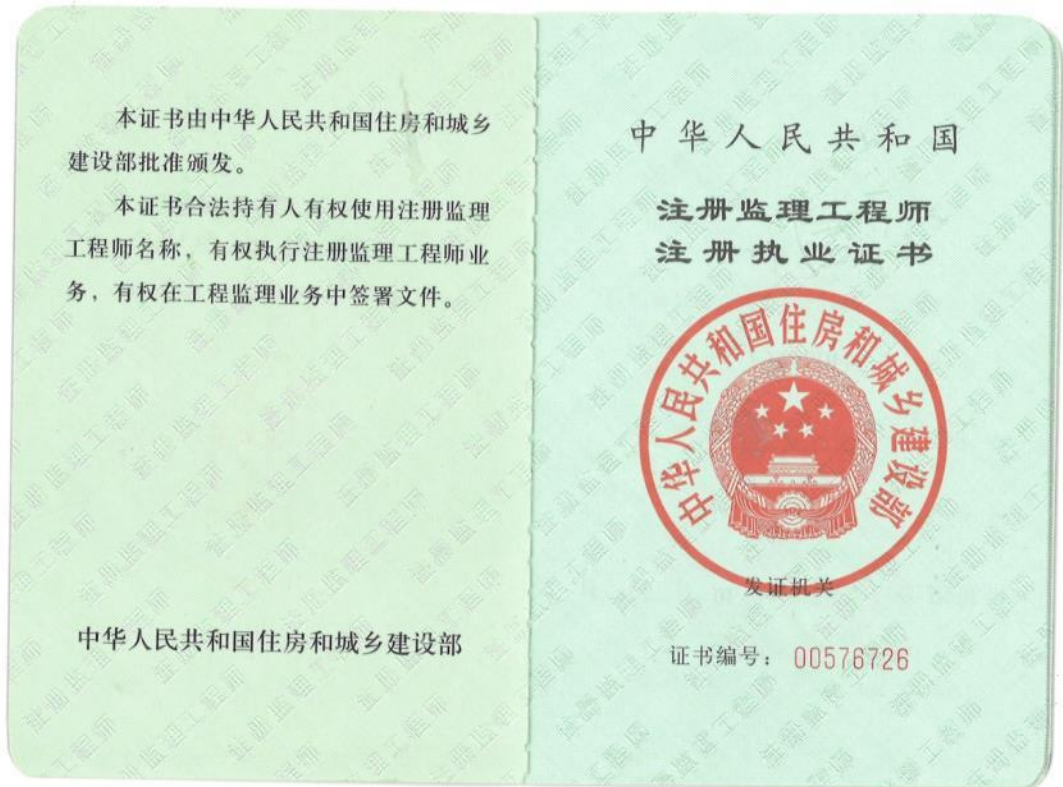 本证书由中华人民共和国住房和城乡
建设部批准颁发。
本证书合法持有人有权使用注册监理
工程师名称，有权执行注册监理工程师业
务，有权在工程监理业务中签署文件。
中华人民共和国住房和城乡建设部
中华人民共和国
注册监理工程师
注册执业证书
中华人民共和国住房和城乡建设部
发证机关
证书编号：00576726